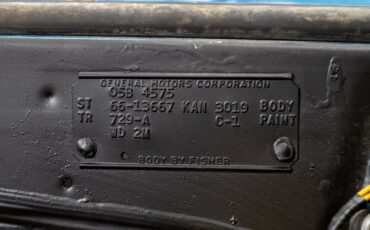 GENERAL MOTORS CORPORATION
05B 4575
ST 66-13667 KAN 3019 BODY
TR 729-A C-1 PAINT
WD 2M
BODY BY FISHER